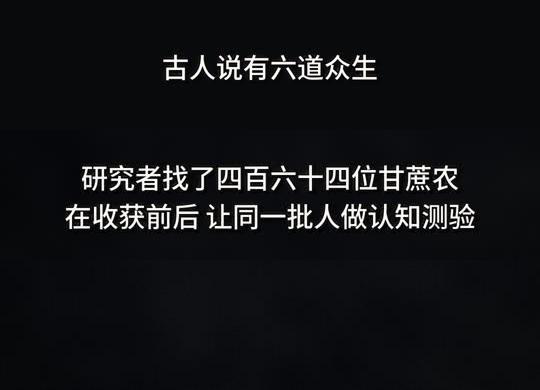 古人说有六道众生
研究者找了四百六十四位甘蔗农
在收获前后 让同一批人做认知测验